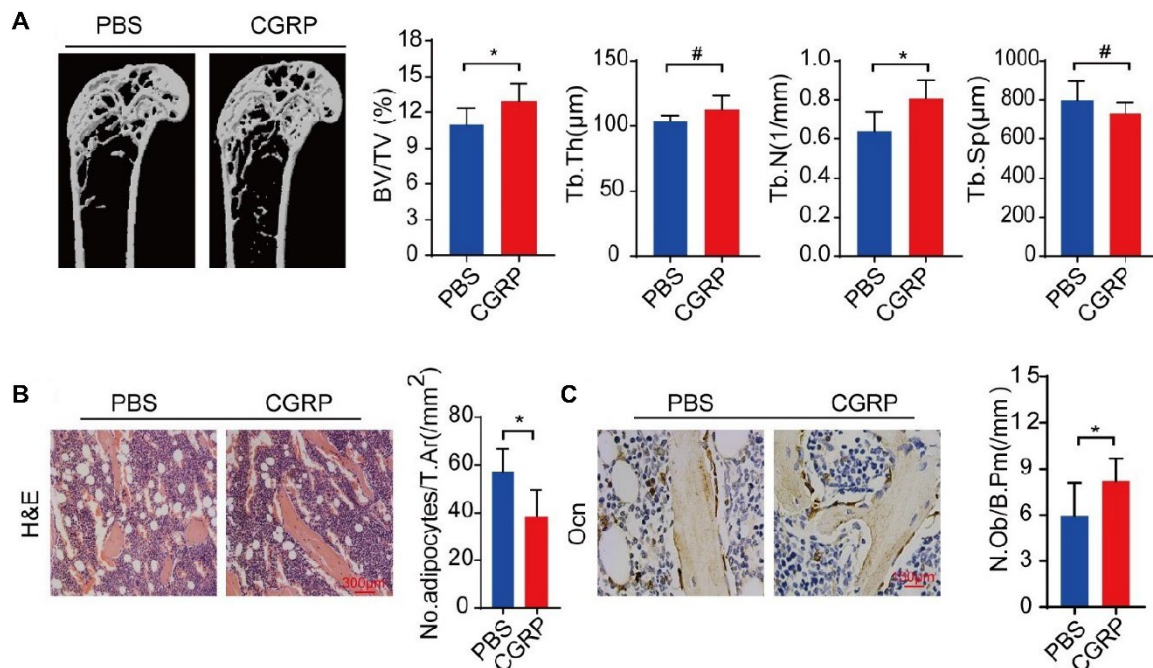 A
PBS CGRP
BV/TV (%)
18
15
12
9
6
3
0
*
PBS
CGRP
Tb.Th(μm)
150
100
50
0
#
PBS
CGRP
Tb.N(1/mm)
1.0
0.8
0.6
0.4
0.2
0.0
*
PBS
CGRP
Tb.Sp(μm)
1000
800
600
400
200
0
#
PBS
CGRP
B
PBS CGRP
H&E
300μm
No.adipocytes/T.Ar(/mm²)
80
60
40
20
0
*
PBS
CGRP
C
PBS CGRP
Ocn
N.Ob/B.Pm(/mm)
15
12
9
6
3
0
*
PBS
CGRP